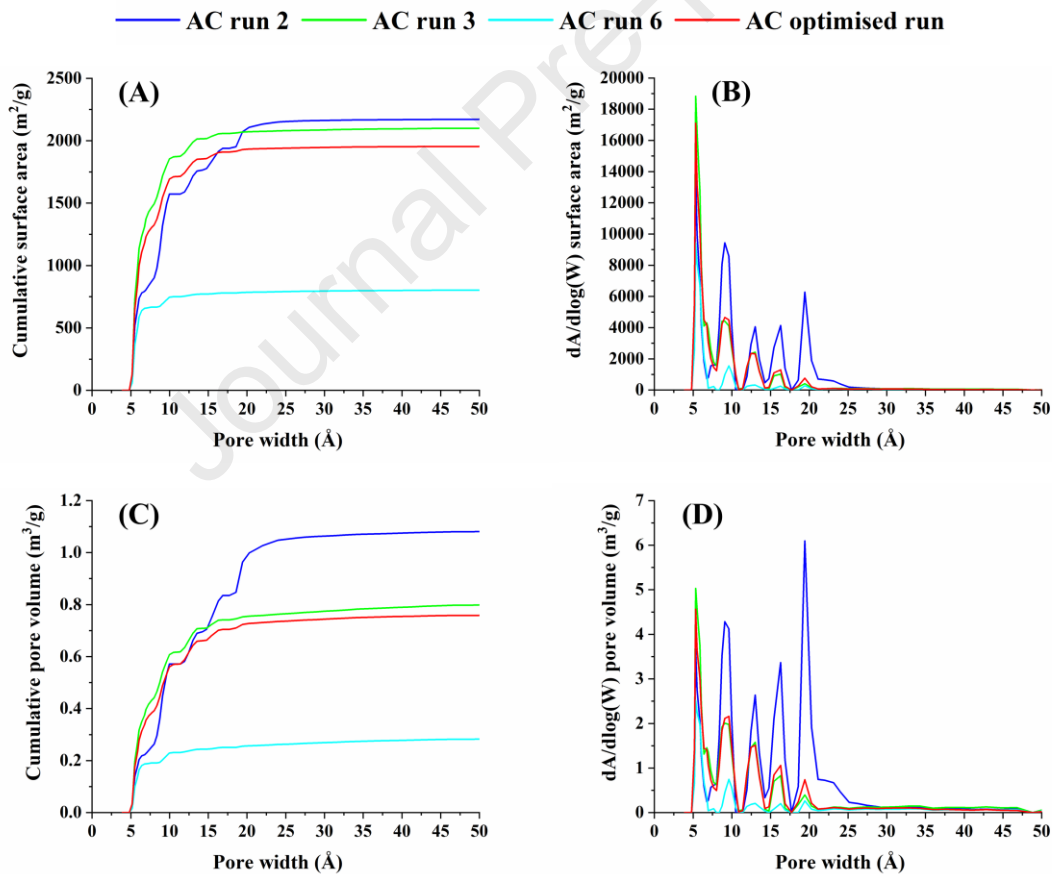 AC run 2 AC run 3 AC run 6 AC optimised run
(A)
Cumulative surface area (m²/g)
2500
2000
1500
1000
500
0
0 5 10 15 20 25 30 35 40 45 50
Pore width (Å)
(B)
dA/dlog(W) surface area (m²/g)
20000
18000
16000
14000
12000
10000
8000
6000
4000
2000
0
0 5 10 15 20 25 30 35 40 45 50
Pore width (Å)
(C)
Cumulative pore volume (m³/g)
1.2
1.0
0.8
0.6
0.4
0.2
0.0
0 5 10 15 20 25 30 35 40 45 50
Pore width (Å)
(D)
dA/dlog(W) pore volume (m³/g)
7
6
5
4
3
2
1
0
0 5 10 15 20 25 30 35 40 45 50
Pore width (Å)
Journal Pre-